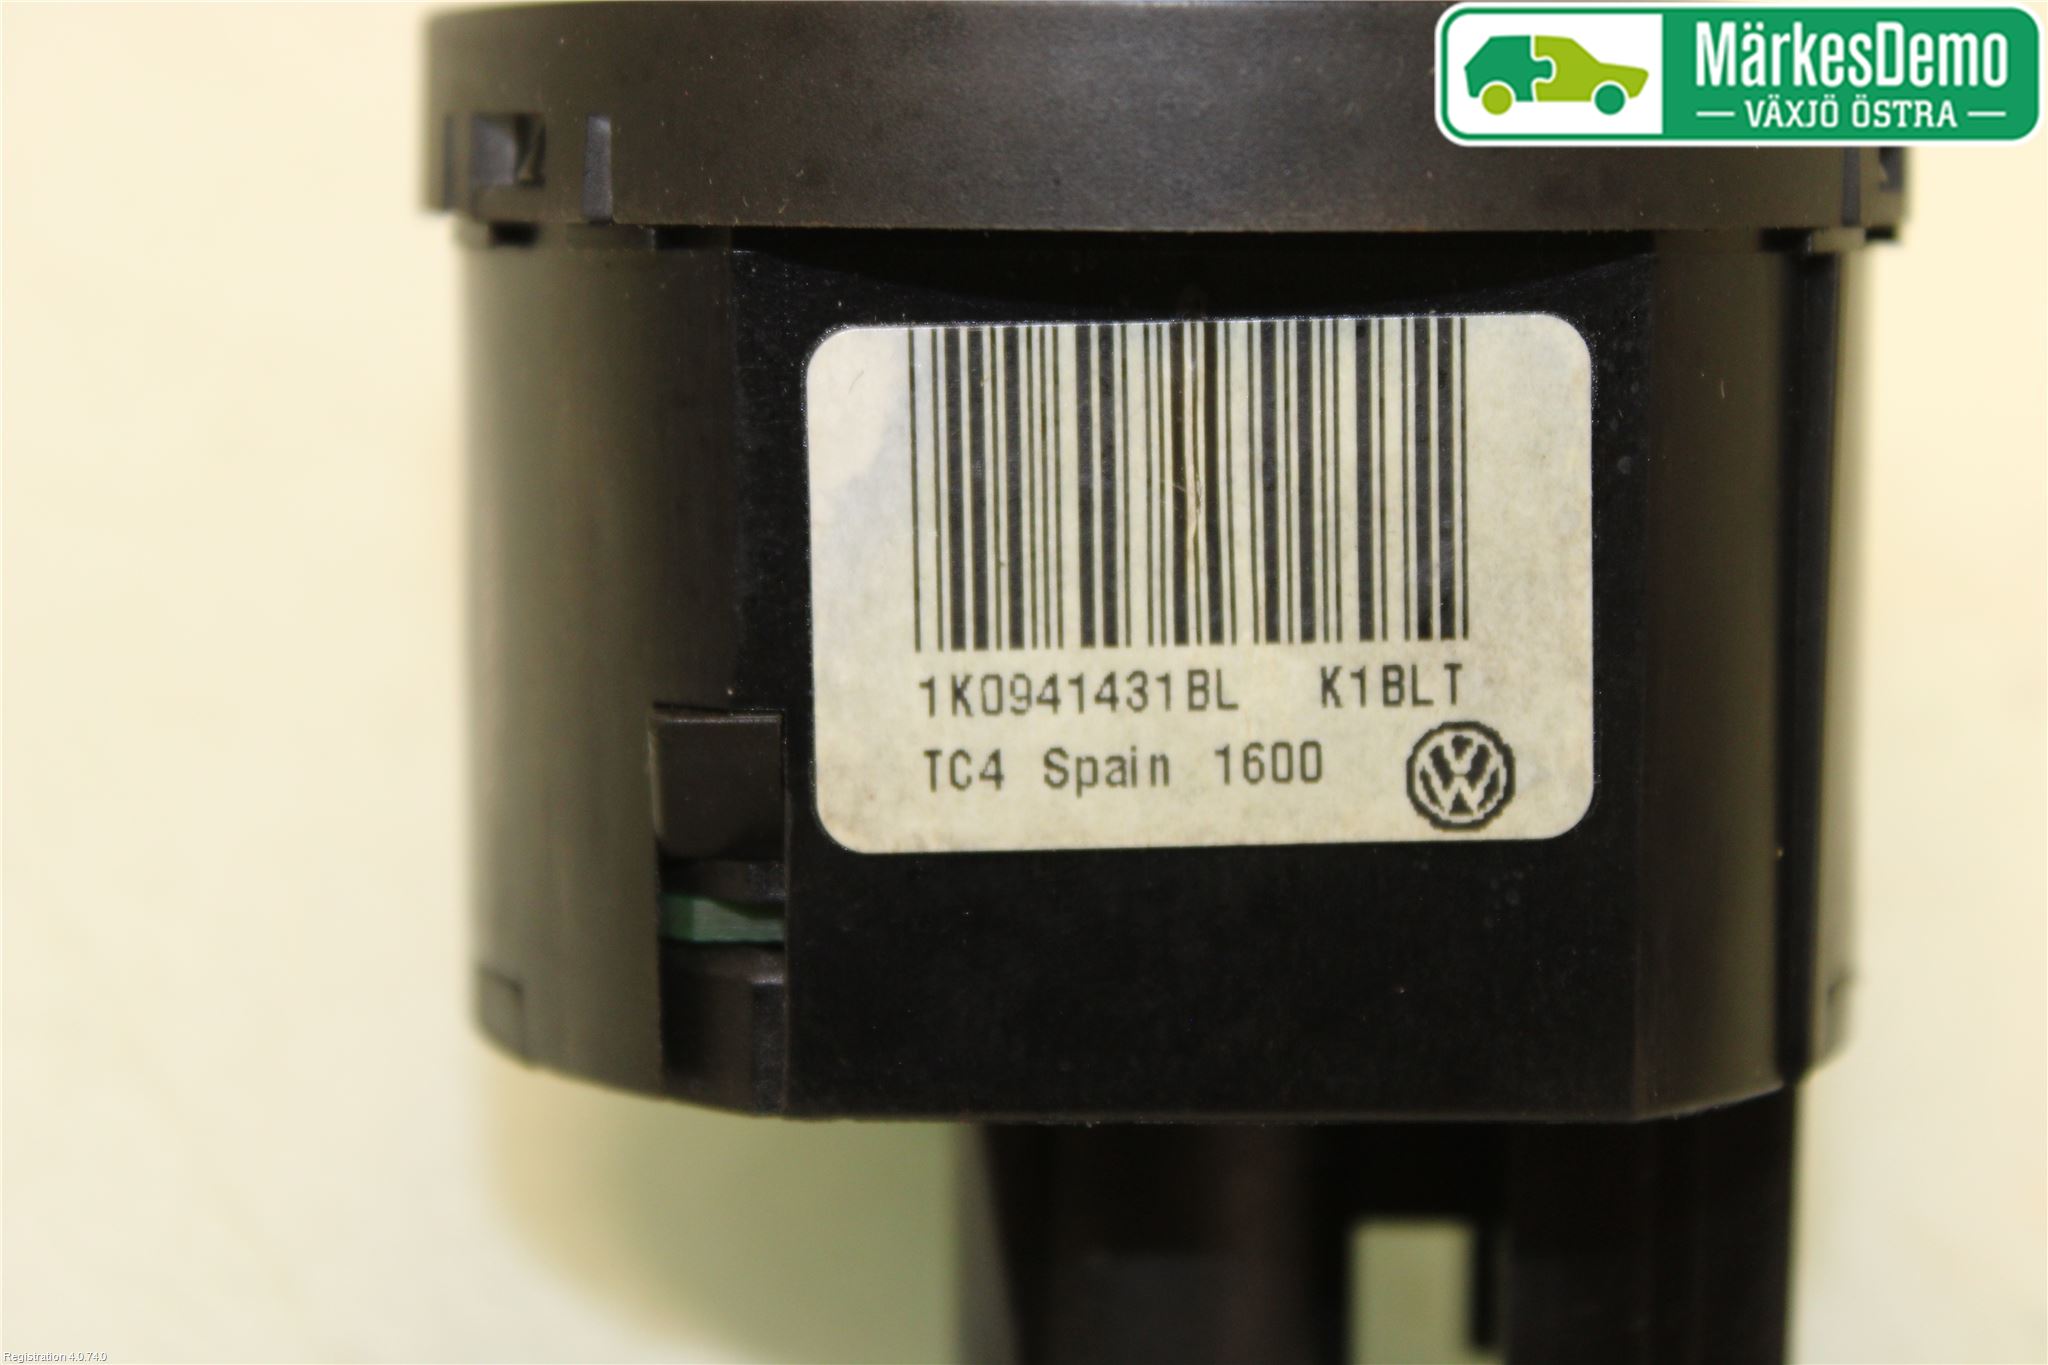 MärkesDemo
VÄXJÖ ÖSTRA
1K0941431BL K1BLT
TC4 Spain 1600
Registration 4.0.74.0